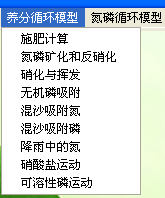 养分循环模型 氮磷循环模型
施肥计算
氮磷矿化和反硝化
硝化与挥发
无机磷吸附
混沙吸附氮
混沙吸附磷
降雨中的氮
硝酸盐运动
可溶性磷运动